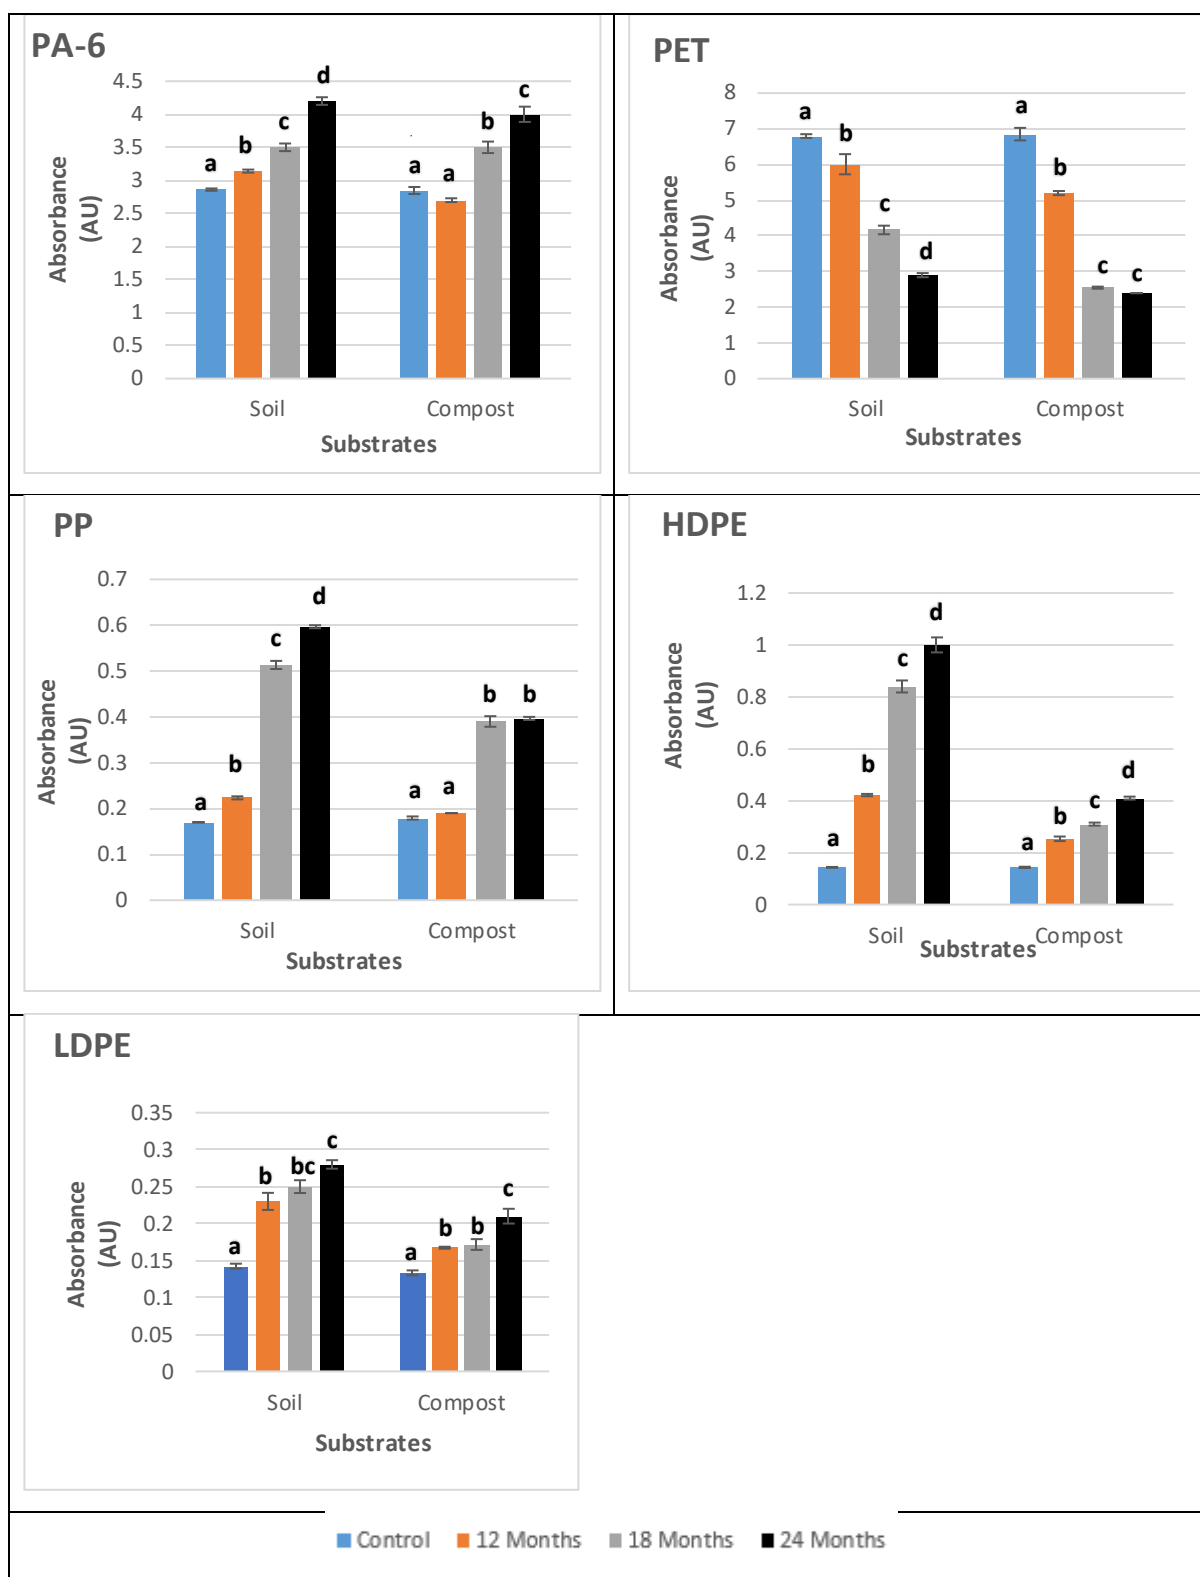 PA-6
Absorbance
(AU)
4.5
4
3.5
3
2.5
2
1.5
1
0.5
0
a
b
c
d
a
a
b
c
Soil
Compost
Substrates
PET
Absorbance
(AU)
8
7
6
5
4
3
2
1
0
a
b
c
d
a
b
c
c
Soil
Compost
Substrates
PP
Absorbance
(AU)
0.7
0.6
0.5
0.4
0.3
0.2
0.1
0
a
b
c
d
a
a
b
b
Soil
Compost
Substrates
HDPE
Absorbance
(AU)
1.2
1
0.8
0.6
0.4
0.2
0
a
b
c
d
a
b
c
d
Soil
Compost
Substrates
LDPE
Absorbance
(AU)
0.35
0.3
0.25
0.2
0.15
0.1
0.05
0
a
b
bc
c
a
b
b
c
Soil
Compost
Substrates
Control 12 Months 18 Months 24 Months